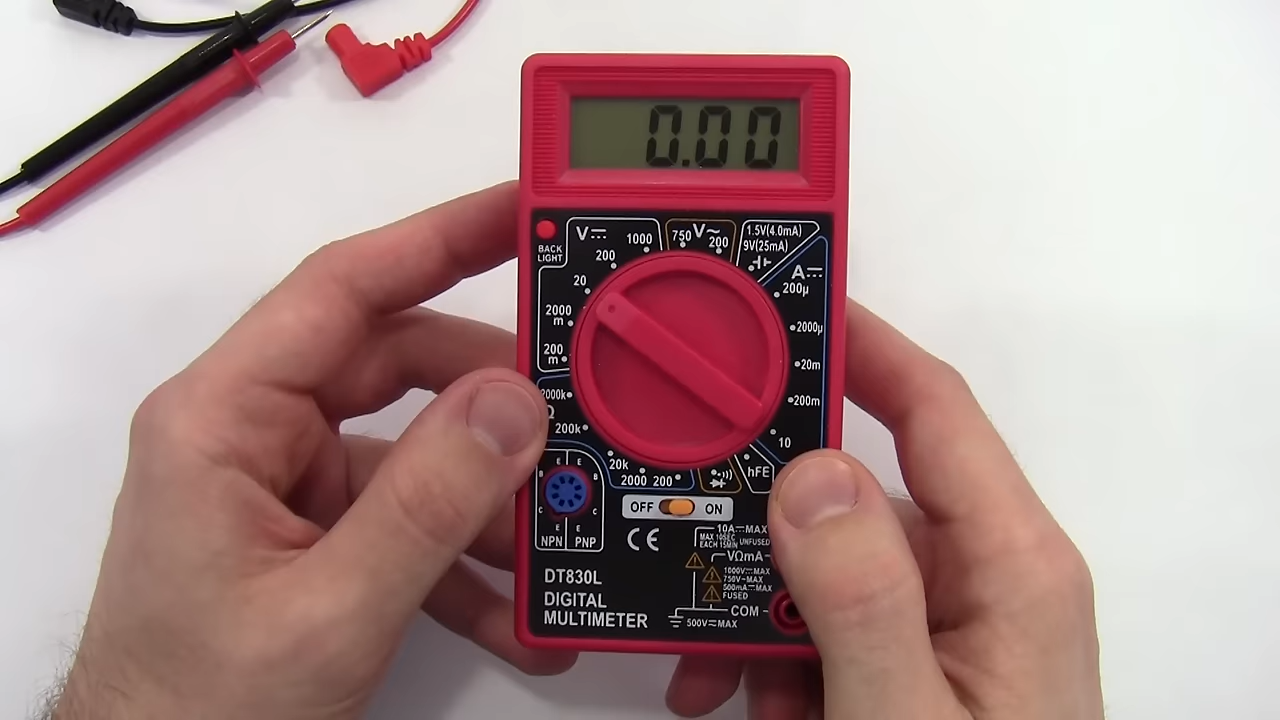 0.00
BACK
LIGHT
V⎓
1000
200
20
2000
m
200
m
750
V~
200
1.5V(4.0mA)
9V(25mA)
A⎓
200µ
2000µ
20m
200m
10
2000k
Ω
200k
20k
2000
200
hFE
OFF
ON
E E
B B
C C
E
NPN PNP
CE
10A⎓MAX
MAX 10SEC
EACH 15MIN
UNFUSED
VΩmA
1000V⎓MAX
750V~MAX
500mA⎓MAX
FUSED
COM
500V⎓MAX
DT830L
DIGITAL
MULTIMETER